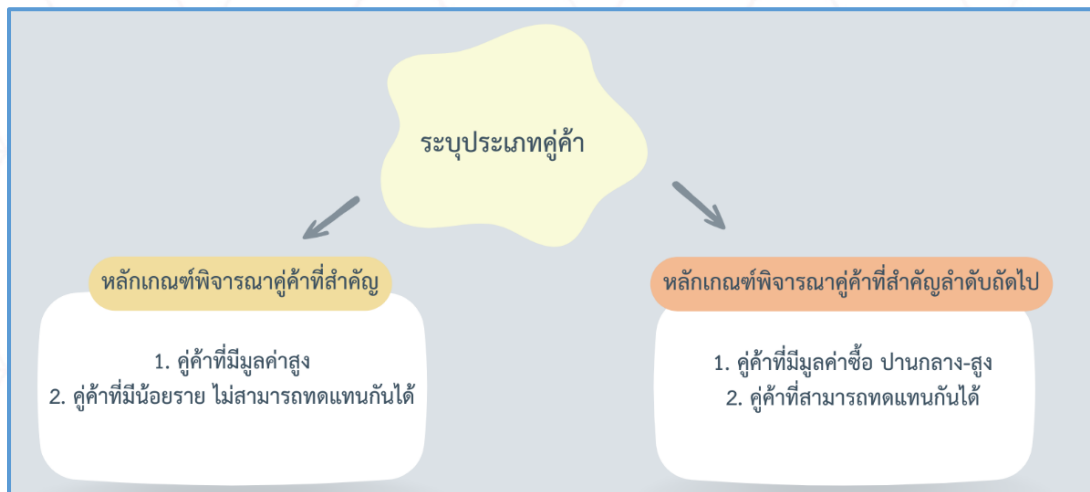 ระบุประเภทคู่ค้า
หลักเกณฑ์พิจารณาคู่ค้าที่สำคัญ
1. คู่ค้าที่มีมูลค่าสูง
2. คู่ค้าที่มีน้อยราย ไม่สามารถทดแทนกันได้
หลักเกณฑ์พิจารณาคู่ค้าที่สำคัญลำดับถัดไป
1. คู่ค้าที่มีมูลค่าซื้อ ปานกลาง-สูง
2. คู่ค้าที่สามารถทดแทนกันได้